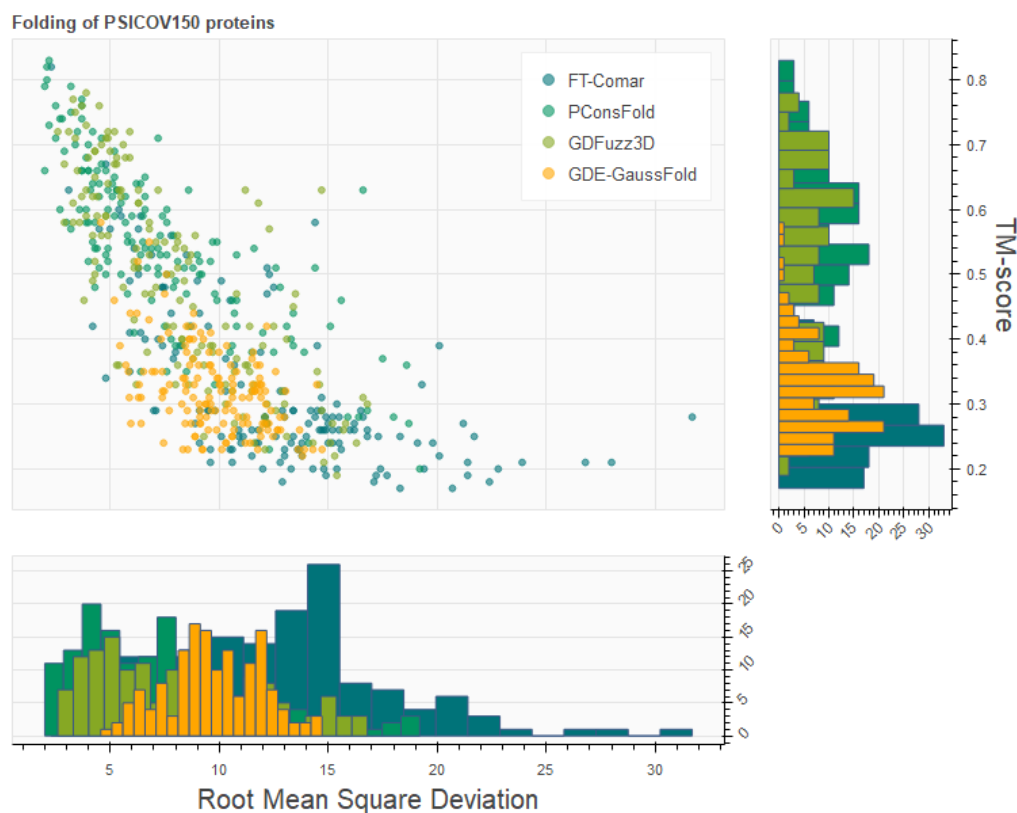 Folding of PSICOV150 proteins
FT-Comar
PConsFold
GDFuzz3D
GDE-GaussFold
0.8
0.7
0.6
0.5
0.4
0.3
0.2
TM-score
0 5 10 15 20 25 30
25
20
15
10
5
0
5 10 15 20 25 30
Root Mean Square Deviation